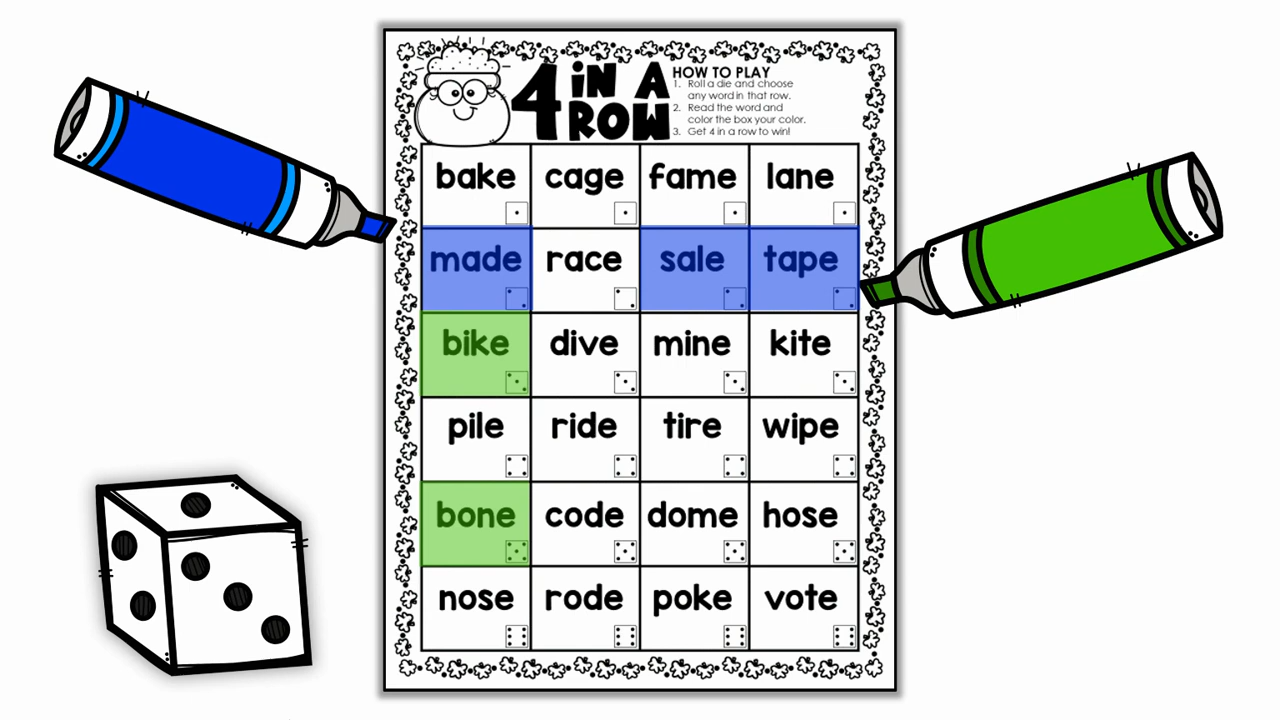 4 iN A
ROW
HOW TO PLAY
1. Roll a die and choose
any word in that row.
2. Read the word and
color the box your color.
3. Get 4 in a row to win!
bake cage fame lane
made race sale tape
bike dive mine kite
pile ride tire wipe
bone code dome hose
nose rode poke vote